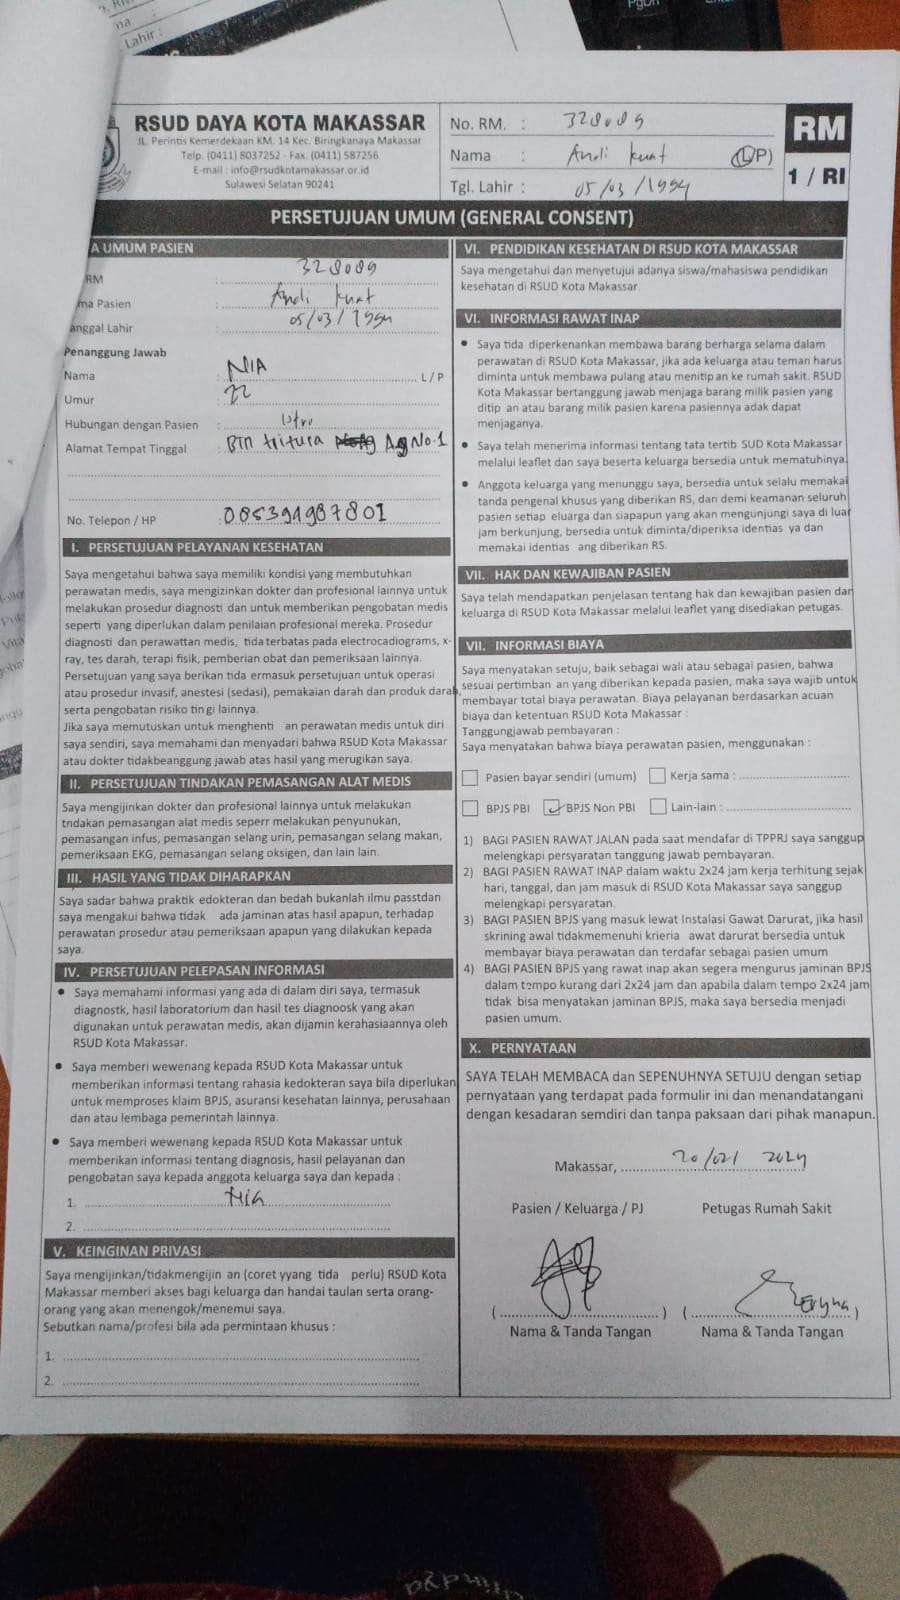 RSUD DAYA KOTA MAKASSAR
JL. Perintis Kemerdekaan KM. 14 Kec. Biringkanaya Makassar
Telp. (0411) 8037252 - Fax. (0411) 587256
E-mail : info@rsudkotamakassar.or.id
Sulawesi Selatan 90241
No. RM. : 328089
Nama : Andi Kuat (L/P)
Tgl. Lahir : 05/03/1994
RM
1 / RI
PERSETUJUAN UMUM (GENERAL CONSENT)
A UMUM PASIEN
RM : 328089
ma Pasien : Andi Kuat
anggal Lahir : 05/03/1994
Penanggung Jawab
Nama : NIA L / P
Umur : 22
Hubungan dengan Pasien : Istri
Alamat Tempat Tinggal : BTN tritura Ag No.1
No. Telepon / HP : 085394987801
I. PERSETUJUAN PELAYANAN KESEHATAN
Saya mengetahui bahwa saya memiliki kondisi yang membutuhkan
perawatan medis, saya mengizinkan dokter dan profesional lainnya untuk
melakukan prosedur diagnosti dan untuk memberikan pengobatan medis
seperti yang diperlukan dalam penilaian profesional mereka. Prosedur
diagnosti dan perawattan medis, tida terbatas pada electrocadiograms, x-
ray, tes darah, terapi fisik, pemberian obat dan pemeriksaan lainnya.
Persetujuan yang saya berikan tida ermasuk persetujuan untuk operasi
atau prosedur invasif, anestesi (sedasi), pemakaian darah dan produk darah,
serta pengobatan risiko tin gi lainnya.
Jika saya memutuskan untuk menghenti an perawatan medis untuk diri
saya sendiri, saya memahami dan menyadari bahwa RSUD Kota Makassar
atau dokter tidakbeanggung jawab atas hasil yang merugikan saya.
II. PERSETUJUAN TINDAKAN PEMASANGAN ALAT MEDIS
Saya mengijinkan dokter dan profesional lainnya untuk melakukan
tndakan pemasangan alat medis seperr melakukan penyunukan,
pemasangan infus, pemasangan selang urin, pemasangan selang makan,
pemeriksaan EKG, pemasangan selang oksigen, dan lain lain.
III. HASIL YANG TIDAK DIHARAPKAN
Saya sadar bahwa praktik edokteran dan bedah bukanlah ilmu passtdan
saya mengakui bahwa tidak ada jaminan atas hasil apapun, terhadap
perawatan prosedur atau pemeriksaan apapun yang dilakukan kepada
saya.
IV. PERSETUJUAN PELEPASAN INFORMASI
• Saya memahami informasi yang ada di dalam diri saya, termasuk
diagnostk, hasil laboratorium dan hasil tes diagnoosk yang akan
digunakan untuk perawatan medis, akan dijamin kerahasiaannya oleh
RSUD Kota Makassar.
• Saya memberi wewenang kepada RSUD Kota Makassar untuk
memberikan informasi tentang rahasia kedokteran saya bila diperlukan
untuk memproses klaim BPJS, asuransi kesehatan lainnya, perusahaan
dan atau lembaga pemerintah lainnya.
• Saya memberi wewenang kepada RSUD Kota Makassar untuk
memberikan informasi tentang diagnosis, hasil pelayanan dan
pengobatan saya kepada anggota keluarga saya dan kepada :
1. Nia
2.
V. KEINGINAN PRIVASI
Saya mengijinkan/tidakmengijin an (coret yyang tida perlu) RSUD Kota
Makassar memberi akses bagi keluarga dan handai taulan serta orang-
orang yang akan menengok/menemui saya.
Sebutkan nama/profesi bila ada permintaan khusus :
1.
2.
VI. PENDIDIKAN KESEHATAN DI RSUD KOTA MAKASSAR
Saya mengetahui dan menyetujui adanya siswa/mahasiswa pendidikan
kesehatan di RSUD Kota Makassar.
VI. INFORMASI RAWAT INAP
• Saya tida diperkenankan membawa barang berharga selama dalam
perawatan di RSUD Kota Makassar, jika ada keluarga atau teman harus
diminta untuk membawa pulang atau menitip an ke rumah sakit. RSUD
Kota Makassar bertanggung jawab menjaga barang milik pasien yang
ditip an atau barang milik pasien karena pasiennya adak dapat
menjaganya.
• Saya telah menerima informasi tentang tata tertib SUD Kota Makassar
melalui leaflet dan saya beserta keluarga bersedia untuk mematuhinya.
• Anggota keluarga yang menunggu saya, bersedia untuk selalu memakai
tanda pengenal khusus yang diberikan RS, dan demi keamanan seluruh
pasien setiap eluarga dan siapapun yang akan mengunjungi saya di luar
jam berkunjung, bersedia untuk diminta/diperiksa identias ya dan
memakai identias ang diberikan RS.
VII. HAK DAN KEWAJIBAN PASIEN
Saya telah mendapatkan penjelasan tentang hak dan kewajiban pasien dan
keluarga di RSUD Kota Makassar melalui leaflet yang disediakan petugas.
VII. INFORMASI BIAYA
Saya menyatakan setuju, baik sebagai wali atau sebagai pasien, bahwa
sesuai pertimban an yang diberikan kepada pasien, maka saya wajib untuk
membayar total biaya perawatan. Biaya pelayanan berdasarkan acuan
biaya dan ketentuan RSUD Kota Makassar :
Tanggungjawab pembayaran :
Saya menyatakan bahwa biaya perawatan pasien, menggunakan :
Pasien bayar sendiri (umum) Kerja sama :
BPJS PBI BPJS Non PBI Lain-lain :
1) BAGI PASIEN RAWAT JALAN pada saat mendafar di TPPRJ saya sanggup
melengkapi persyaratan tanggung jawab pembayaran.
2) BAGI PASIEN RAWAT INAP dalam waktu 2x24 jam kerja terhitung sejak
hari, tanggal, dan jam masuk di RSUD Kota Makassar saya sanggup
melengkapi persyaratan.
3) BAGI PASIEN BPJS yang masuk lewat Instalasi Gawat Darurat, jika hasil
skrining awal tidakmemenuhi krieria awat darurat bersedia untuk
membayar biaya perawatan dan terdafar sebagai pasien umum
4) BAGI PASIEN BPJS yang rawat inap akan segera mengurus jaminan BPJS
dalam tempo kurang dari 2x24 jam dan apabila dalam tempo 2x24 jam
tidak bisa menyatakan jaminan BPJS, maka saya bersedia menjadi
pasien umum.
X. PERNYATAAN
SAYA TELAH MEMBACA dan SEPENUHNYA SETUJU dengan setiap
pernyataan yang terdapat pada formulir ini dan menandatangani
dengan kesadaran semdiri dan tanpa paksaan dari pihak manapun.
Makassar, 20/02/ 2024
Pasien / Keluarga / PJ Petugas Rumah Sakit
Nama & Tanda Tangan Nama & Tanda Tangan